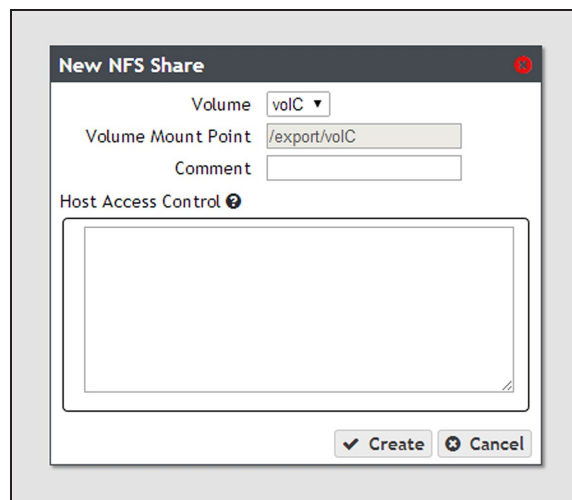 New NFS Share
Volume volC
Volume Mount Point /export/volC
Comment
Host Access Control
Create Cancel